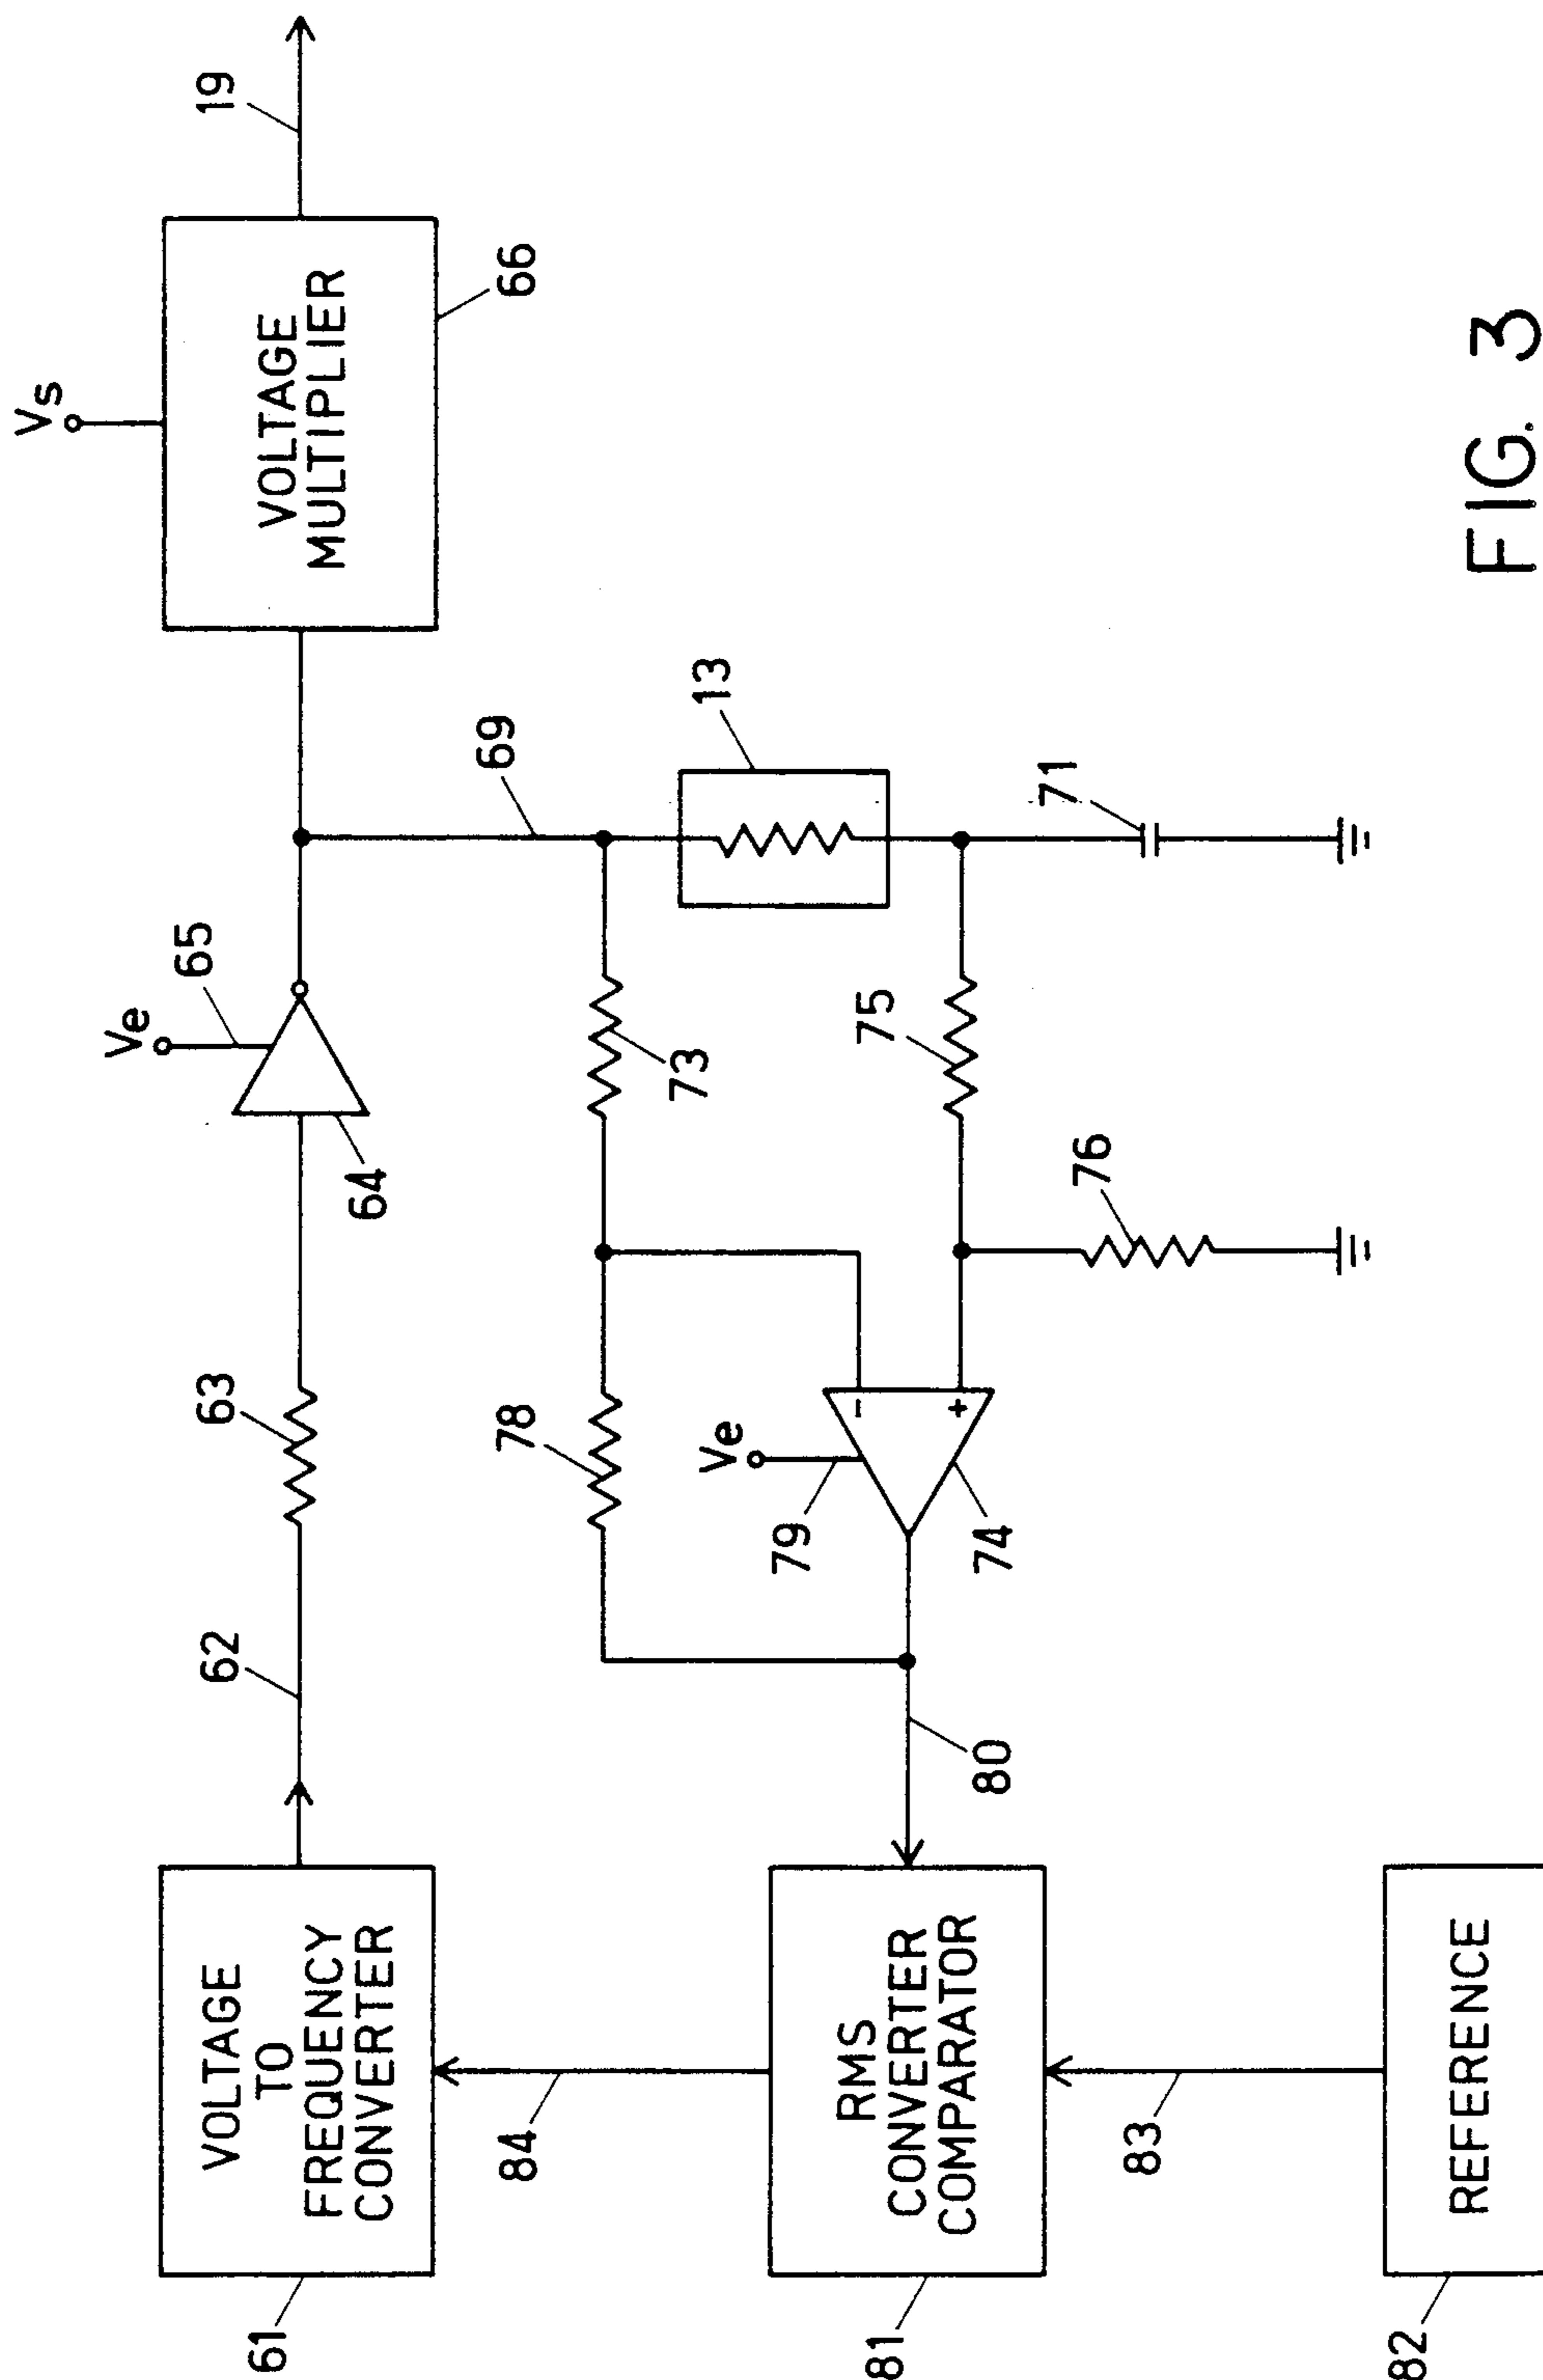 61
VOLTAGE
TO
FREQUENCY
CONVERTER
62
63
64
Ve
65
Vs
VOLTAGE
MULTIPLIER
66
19
69
13
71
73
75
76
78
Ve
79
-
+
74
80
84
81
RMS
CONVERTER
COMPARATOR
83
82
REFERENCE
FIG. 3